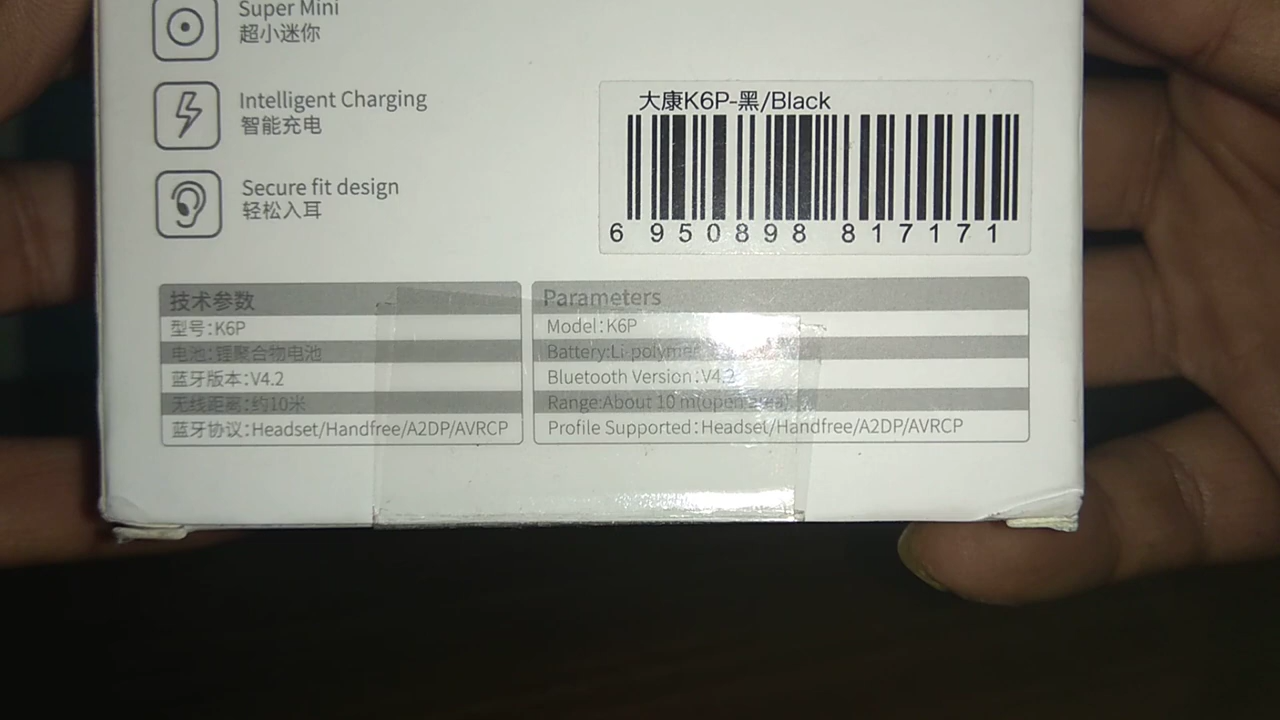 Super Mini
超小迷你
Intelligent Charging
智能充电
Secure fit design
轻松入耳
大康K6P-黑/Black
6 950898 817171
技术参数
型号:K6P
电池:锂聚合物电池
蓝牙版本:V4.2
无线距离:约10米
蓝牙协议:Headset/Handfree/A2DP/AVRCP
Parameters
Model:K6P
Battery:Li-polymer
Bluetooth Version:V4.2
Range:About 10 m(open area)
Profile Supported:Headset/Handfree/A2DP/AVRCP